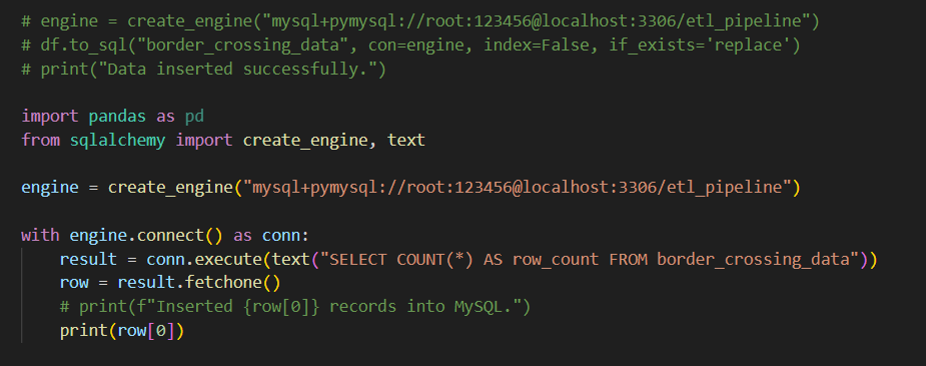 # engine = create_engine("mysql+pymysql://root:123456@localhost:3306/etl_pipeline")
# df.to_sql("border_crossing_data", con=engine, index=False, if_exists='replace')
# print("Data inserted successfully.")
import pandas as pd
from sqlalchemy import create_engine, text
engine = create_engine("mysql+pymysql://root:123456@localhost:3306/etl_pipeline")
with engine.connect() as conn:
    result = conn.execute(text("SELECT COUNT(*) AS row_count FROM border_crossing_data"))
    row = result.fetchone()
    # print(f"Inserted {row[0]} records into MySQL.")
    print(row[0])